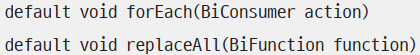 default void forEach(BiConsumer action)
default void replaceAll(BiFunction function)